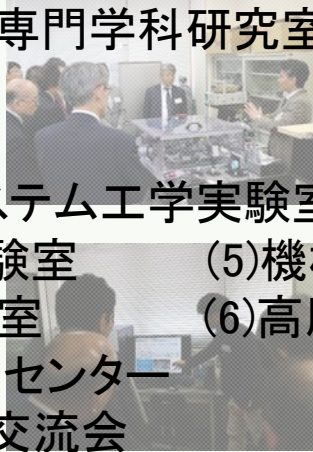 専門学科研究室
ステム工学実験室
験室 (5)機
室 (6)高
センター
交流会